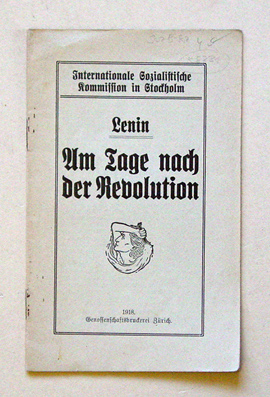 Internationale Sozialistische
Kommission in Stockholm
Lenin
Am Tage nach
der Revolution
1918.
Genossenschaftsdruckerei Zürich.